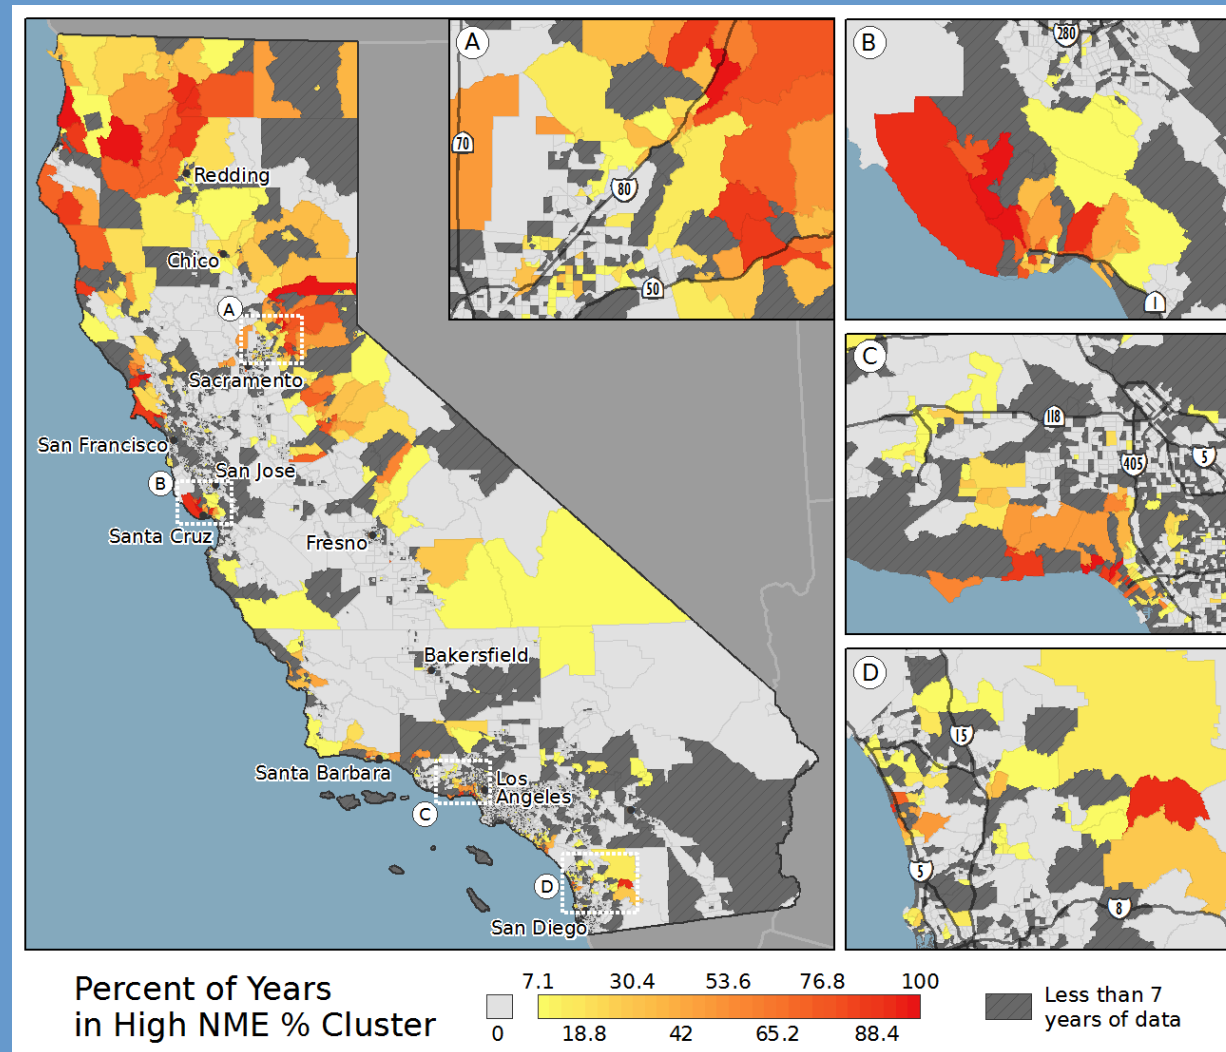 A
70
80
50
B
280
1
Redding
Chico
A
Sacramento
San Francisco
San Jose
B
Santa Cruz
Fresno
Bakersfield
Santa Barbara
Los
Angeles
C
D
San Diego
C
118
405
5
D
15
5
8
Percent of Years
in High NME % Cluster
7.1 30.4 53.6 76.8 100
0 18.8 42 65.2 88.4
Less than 7
years of data